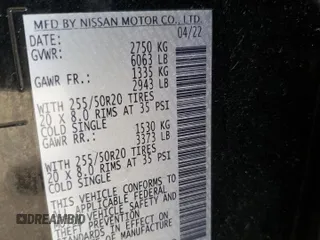 MFD BY NISSAN MOTOR CO., LTD.
DATE: 04/22
GVWR: 2750 KG
6063 LB
GAWR FR.: 1335 KG
2943 LB
WITH 255/50R20 TIRES
20 X 8.0 RIMS AT 35 PSI
COLD SINGLE
GAWR RR.: 1530 KG
3373 LB
WITH 255/50R20 TIRES
20 X 8.0 RIMS AT 35 PSI
COLD SINGLE
THIS VEHICLE CONFORMS TO
ALL APPLICABLE FEDERAL
MOTOR VEHICLE SAFETY AND
THEFT PREVENTION
STANDARDS IN EFFECT ON
DREAMBID